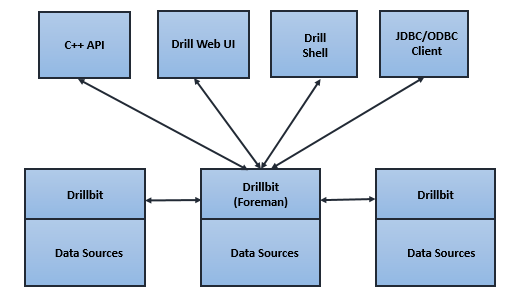 C++ API
Drill Web UI
Drill
Shell
JDBC/ODBC
Client
Drillbit
Drillbit
(Foreman)
Drillbit
Data Sources
Data Sources
Data Sources